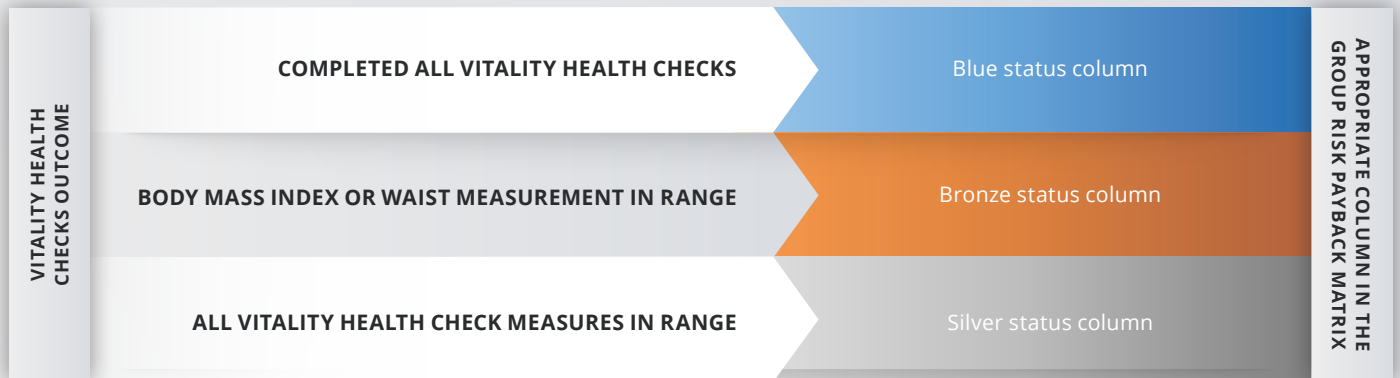 VITALITY HEALTH
CHECKS OUTCOME
COMPLETED ALL VITALITY HEALTH CHECKS
Blue status column
BODY MASS INDEX OR WAIST MEASUREMENT IN RANGE
Bronze status column
ALL VITALITY HEALTH CHECK MEASURES IN RANGE
Silver status column
APPROPRIATE COLUMN IN THE
GROUP RISK PAYBACK MATRIX